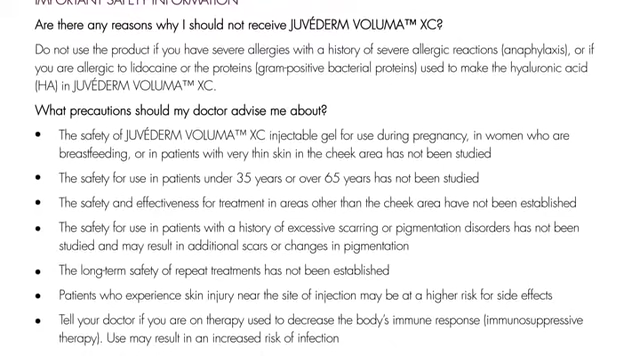 IMPORTANT SAFETY INFORMATION
Are there any reasons why I should not receive JUVÉDERM VOLUMA™ XC?
Do not use the product if you have severe allergies with a history of severe allergic reactions (anaphylaxis), or if
you are allergic to lidocaine or the proteins (gram-positive bacterial proteins) used to make the hyaluronic acid
(HA) in JUVÉDERM VOLUMA™ XC.
What precautions should my doctor advise me about?
• The safety of JUVÉDERM VOLUMA™ XC injectable gel for use during pregnancy, in women who are
breastfeeding, or in patients with very thin skin in the cheek area has not been studied
• The safety for use in patients under 35 years or over 65 years has not been studied
• The safety and effectiveness for treatment in areas other than the cheek area have not been established
• The safety for use in patients with a history of excessive scarring or pigmentation disorders has not been
studied and may result in additional scars or changes in pigmentation
• The long-term safety of repeat treatments has not been established
• Patients who experience skin injury near the site of injection may be at a higher risk for side effects
• Tell your doctor if you are on therapy used to decrease the body's immune response (immunosuppressive
therapy). Use may result in an increased risk of infection